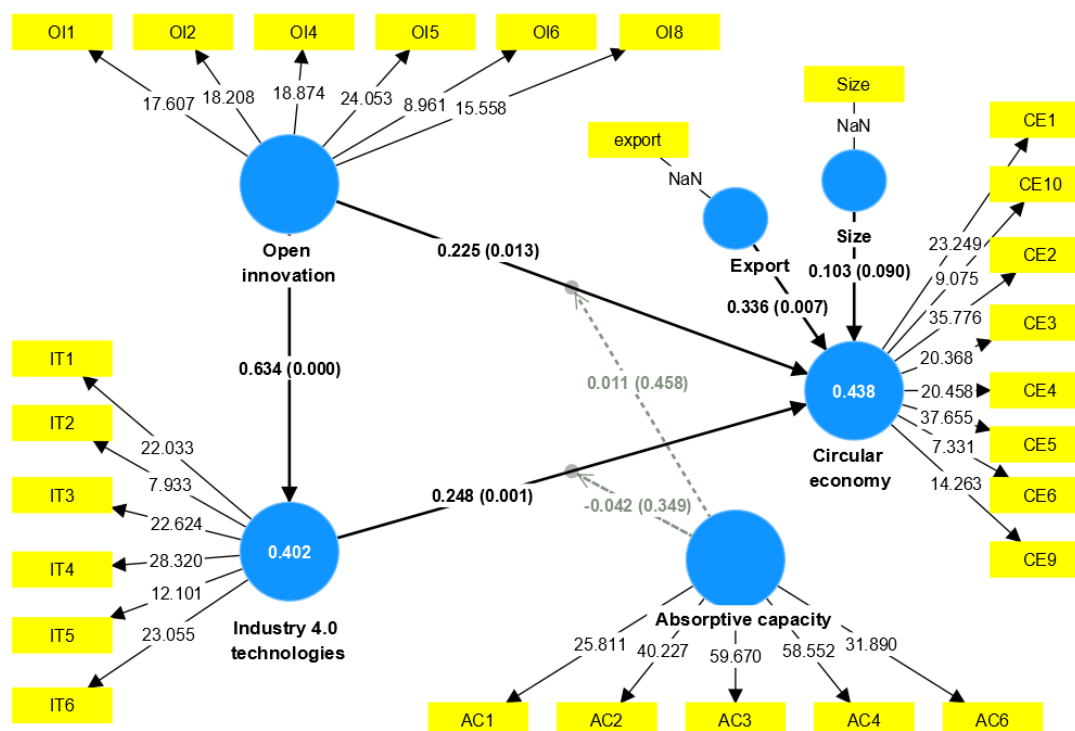 OI1
OI2
OI4
OI5
OI6
OI8
17.607
18.208
18.874
24.053
8.961
15.558
Open
innovation
export
NaN
Export
Size
NaN
Size
0.225 (0.013)
0.336 (0.007)
0.103 (0.090)
CE1
CE10
CE2
CE3
CE4
CE5
CE6
CE9
23.249
9.075
35.776
20.368
20.458
37.655
7.331
14.263
0.438
Circular
economy
0.634 (0.000)
0.011 (0.458)
0.248 (0.001)
-0.042 (0.349)
IT1
IT2
IT3
IT4
IT5
IT6
22.033
7.933
22.624
28.320
12.101
23.055
0.402
Industry 4.0
technologies
Absorptive capacity
25.811
40.227
59.670
58.552
31.890
AC1
AC2
AC3
AC4
AC6